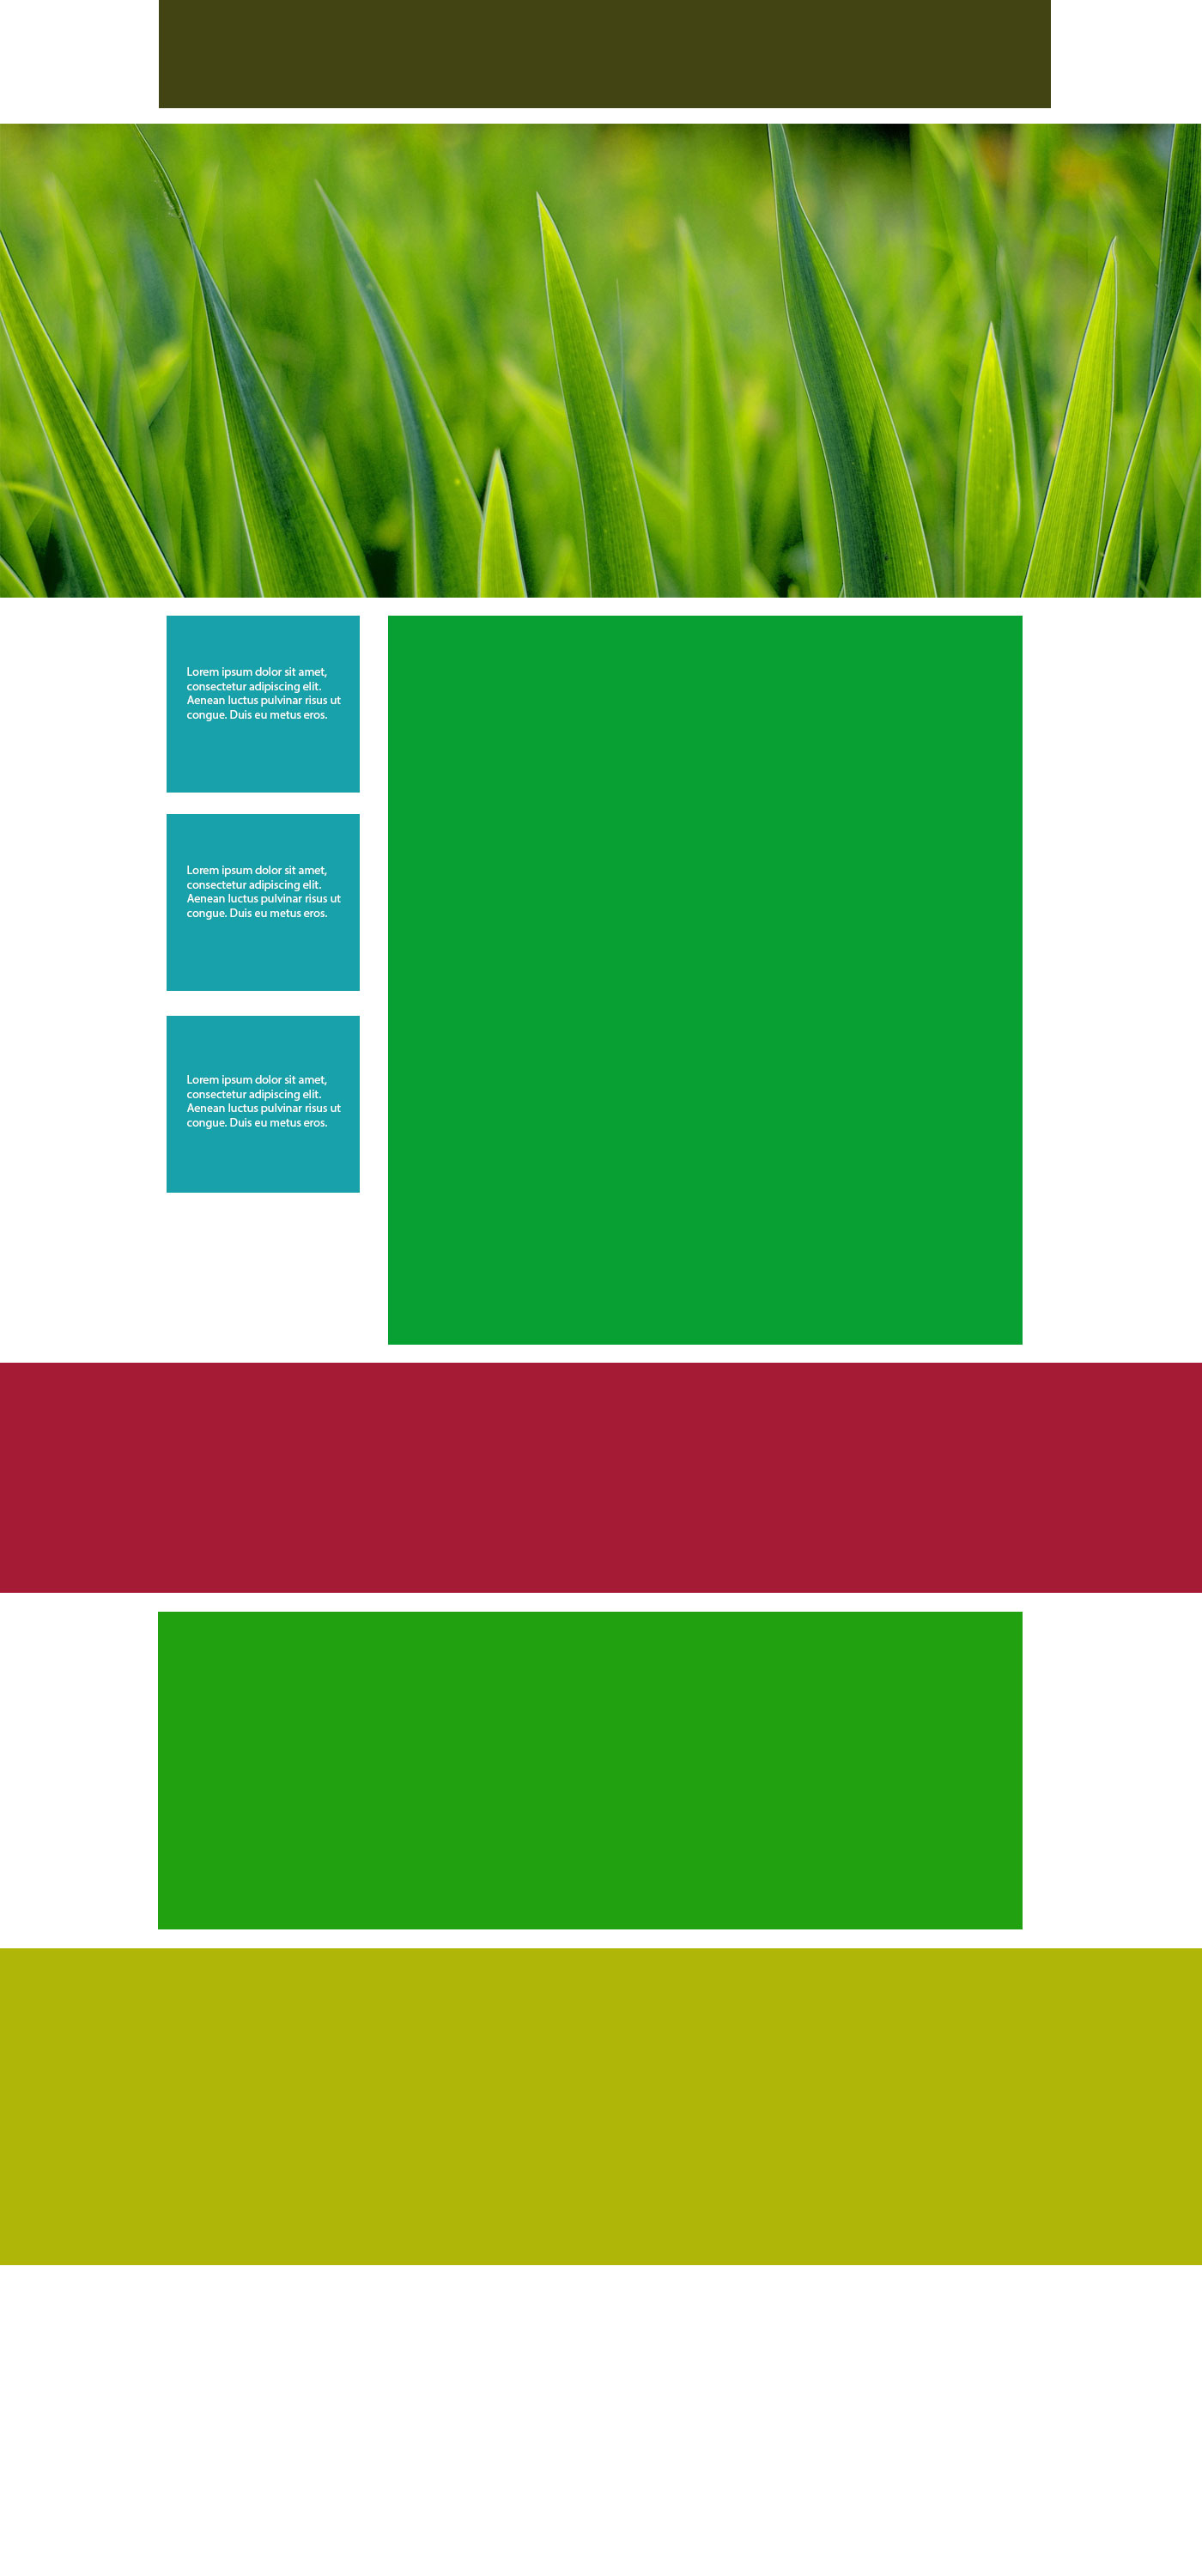 Lorem ipsum dolor sit amet,
consectetur adipiscing elit.
Aenean luctus pulvinar risus ut
congue. Duis eu metus eros.
Lorem ipsum dolor sit amet,
consectetur adipiscing elit.
Aenean luctus pulvinar risus ut
congue. Duis eu metus eros.
Lorem ipsum dolor sit amet,
consectetur adipiscing elit.
Aenean luctus pulvinar risus ut
congue. Duis eu metus eros.